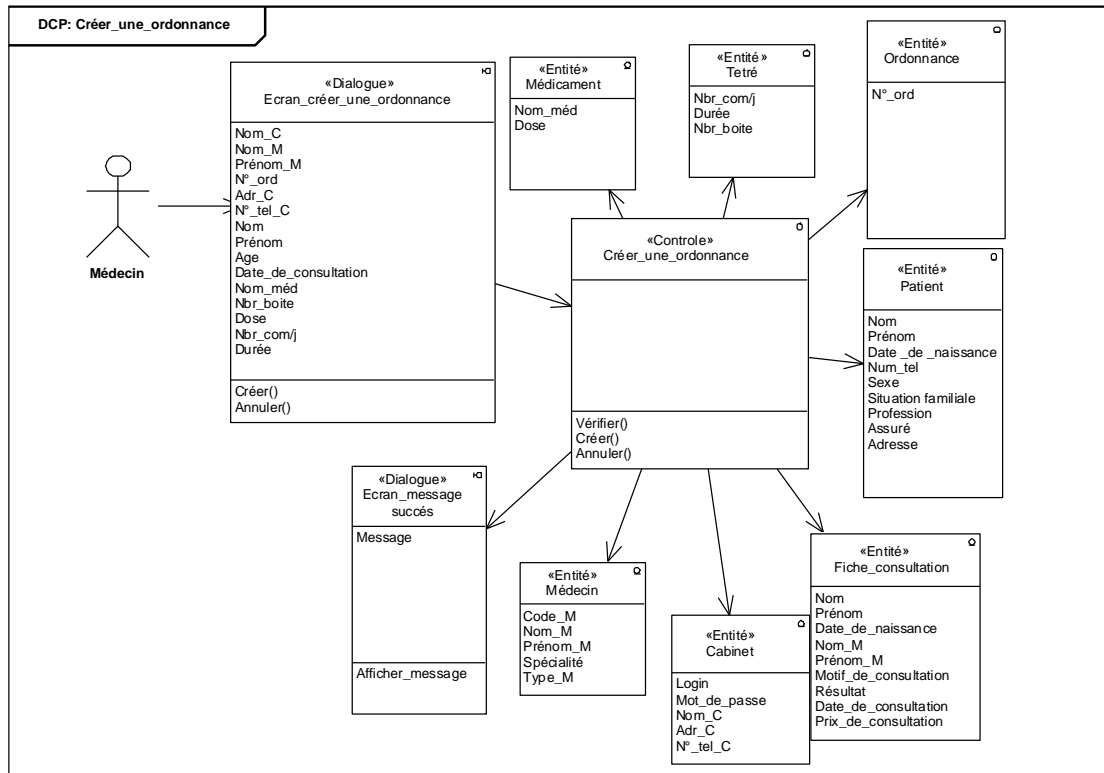 DCP: Créer_une_ordonnance
Médecin
«Dialogue»
Ecran_créer_une_ordonnance
Nom_C
Nom_M
Prénom_M
N°_ord
Adr_C
N°_tel_C
Nom
Prénom
Age
Date_de_consultation
Nom_méd
Nbr_boite
Dose
Nbr_com/j
Durée
Créer()
Annuler()
«Entité»
Médicament
Nom_méd
Dose
«Entité»
Tetré
Nbr_com/j
Durée
Nbr_boite
«Entité»
Ordonnance
N°_ord
«Controle»
Créer_une_ordonnance
Vérifier()
Créer()
Annuler()
«Entité»
Patient
Nom
Prénom
Date _de _naissance
Num_tel
Sexe
Situation familiale
Profession
Assuré
Adresse
«Dialogue»
Ecran_message
succés
Message
Afficher_message
«Entité»
Médecin
Code_M
Nom_M
Prénom_M
Spécialité
Type_M
«Entité»
Cabinet
Login
Mot_de_passe
Nom_C
Adr_C
N°_tel_C
«Entité»
Fiche_consultation
Nom
Prénom
Date_de_naissance
Nom_M
Prénom_M
Motif_de_consultation
Résultat
Date_de_consultation
Prix_de_consultation